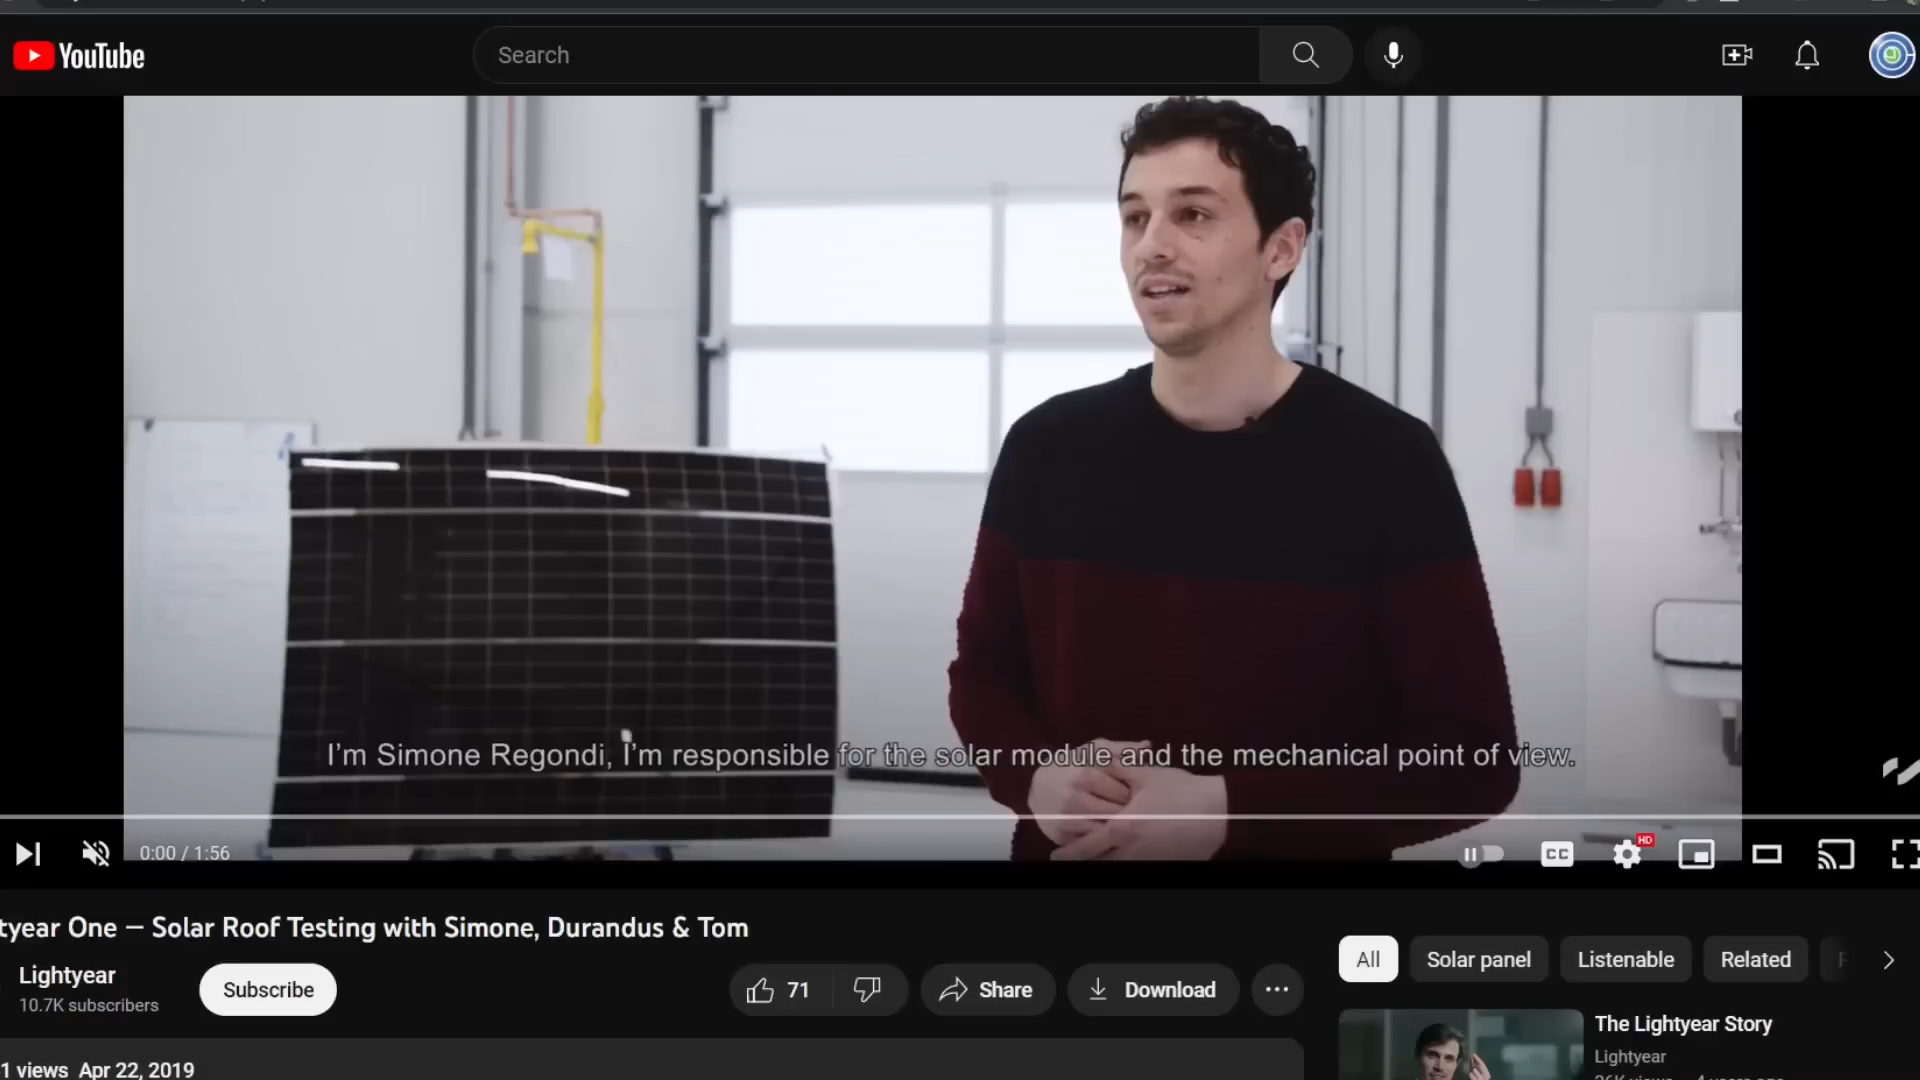 YouTube
Search
I'm Simone Regondi, I'm responsible for the solar module and the mechanical point of view.
0:00 / 1:56
CC
HD
tyear One — Solar Roof Testing with Simone, Durandus & Tom
Lightyear
10.7K subscribers
Subscribe
71
Share
Download
All
Solar panel
Listenable
Related
1 views Apr 22, 2019
The Lightyear Story
Lightyear